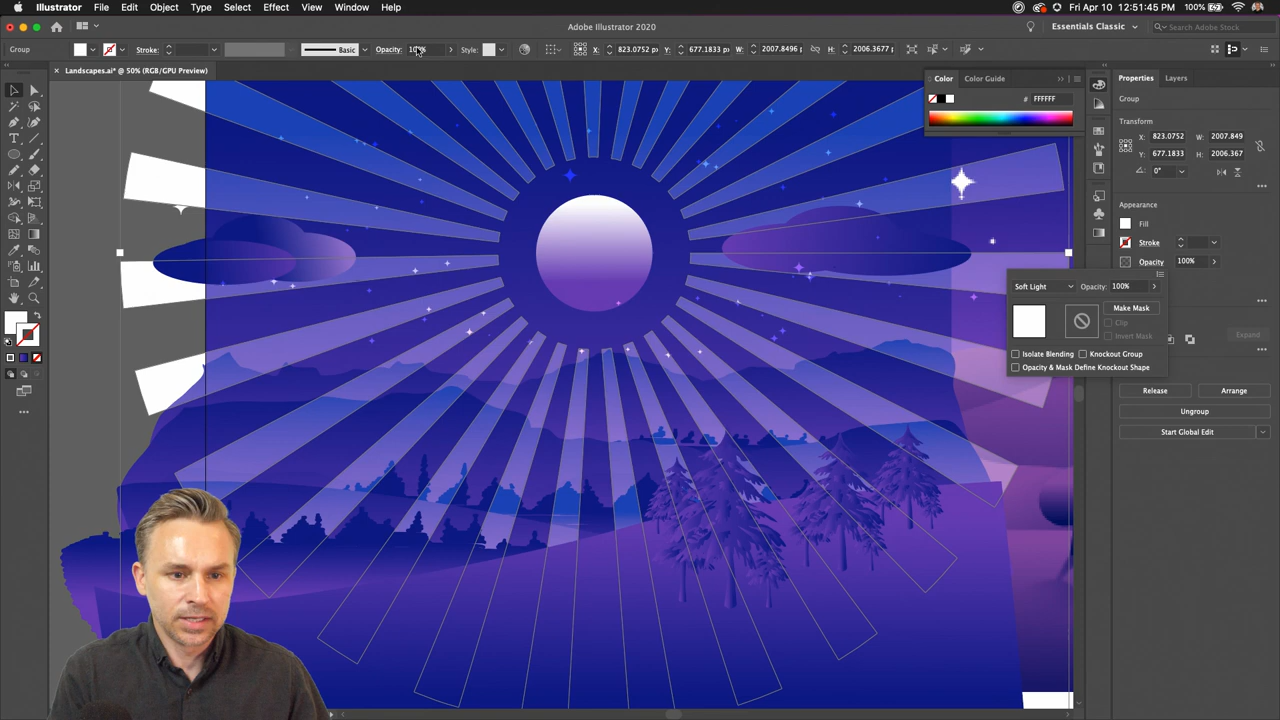 Illustrator File Edit Object Type Select Effect View Window Help
100% Fri Apr 10 12:51:45 PM
Adobe Illustrator 2020
Essentials Classic
Search Adobe Stock
Group
Stroke:
Basic
Opacity:
Style:
X: 823.0752 px
Y: 677.1833 px
W: 2007.8496
H: 2006.3677
× Landscapes.ai* @ 50% (RGB/GPU Preview)
Color
Color Guide
# FFFFFF
Properties
Layers
Group
Transform
X: 823.0752
W: 2007.849
Y: 677.1833
H: 2006.367
0°
Appearance
Fill
Stroke
Opacity 100%
Soft Light
Opacity: 100%
Make Mask
Clip
Invert Mask
Isolate Blending
Knockout Group
Opacity & Mask Define Knockout Shape
Expand
Release
Arrange
Ungroup
Start Global Edit